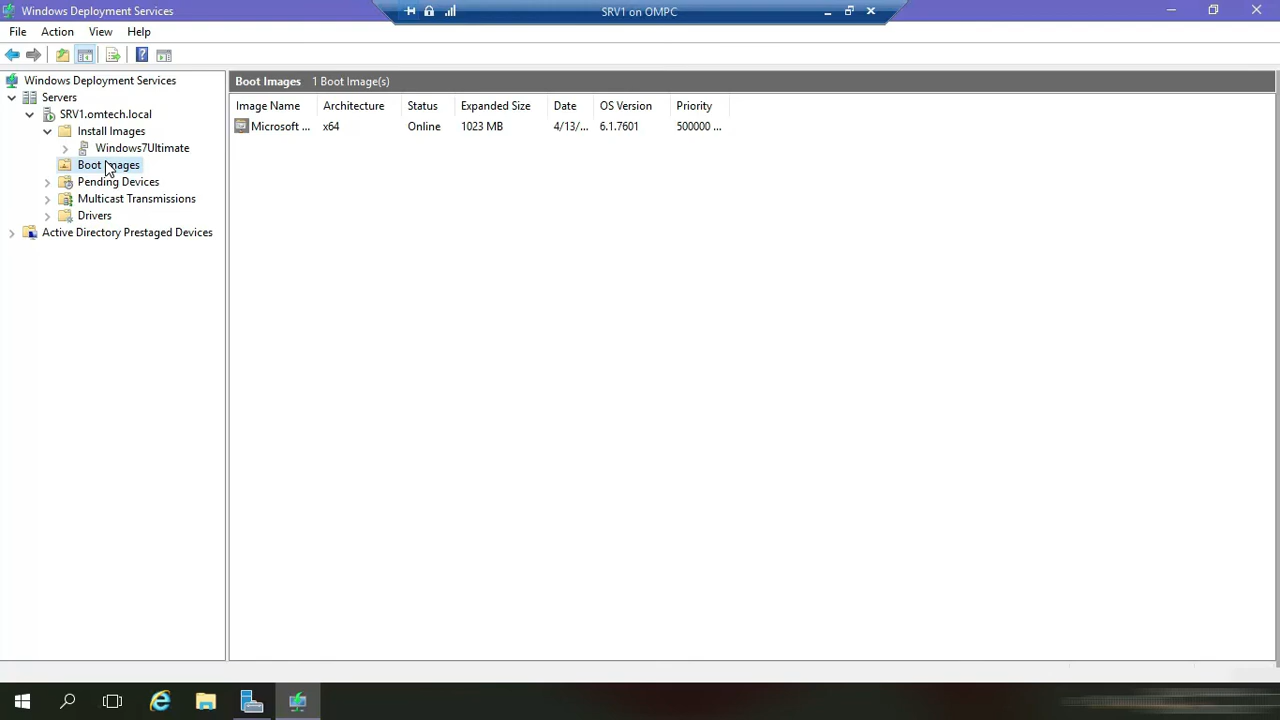 Windows Deployment Services
SRV1 on OMPC
File Action View Help
Windows Deployment Services
Servers
SRV1.omtech.local
Install Images
Windows7Ultimate
Boot Images
Pending Devices
Multicast Transmissions
Drivers
Active Directory Prestaged Devices
Boot Images 1 Boot Image(s)
Image Name Architecture Status Expanded Size Date OS Version Priority
Microsoft ... x64 Online 1023 MB 4/13/... 6.1.7601 500000 ...